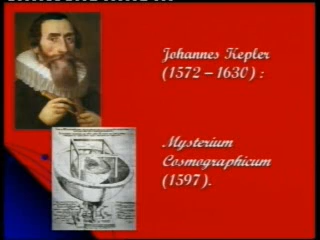 Johannes Kepler
(1572 – 1630) :
Mysterium
Cosmographicum
(1597).